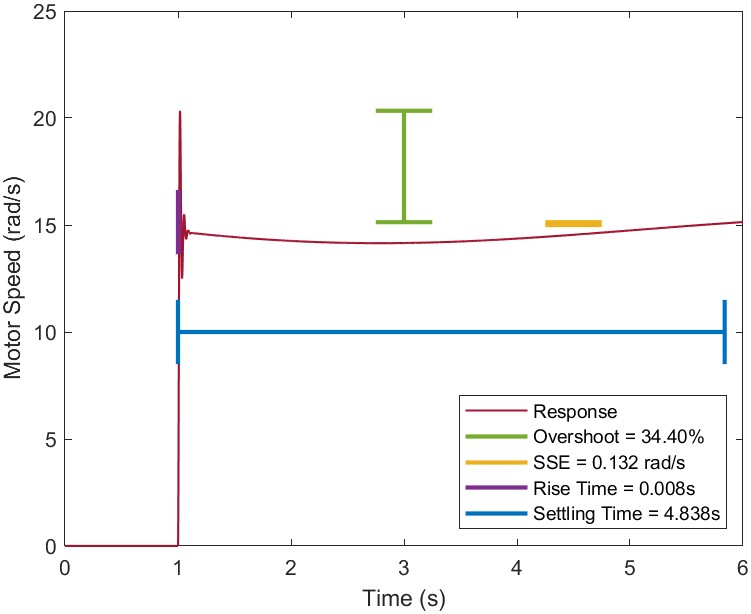 25
20
15
10
5
0
Motor Speed (rad/s)
Response
Overshoot = 34.40%
SSE = 0.132 rad/s
Rise Time = 0.008s
Settling Time = 4.838s
0 1 2 3 4 5 6
Time (s)